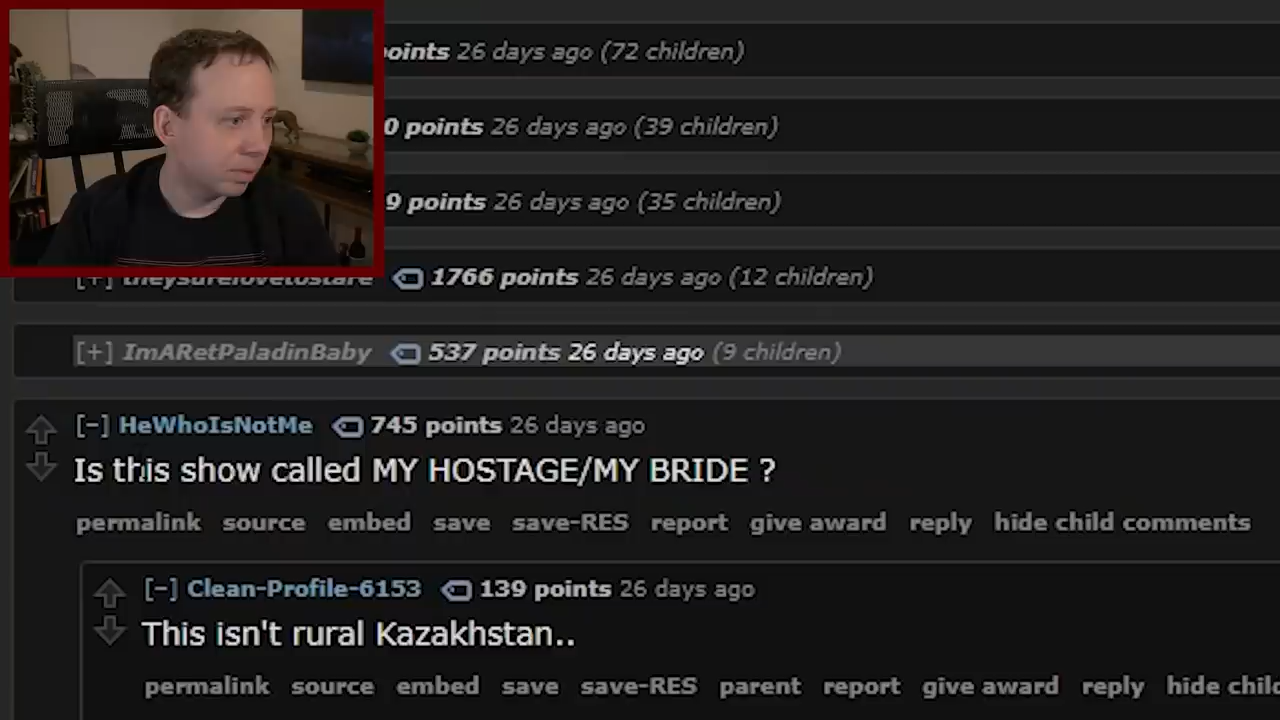 points 26 days ago (72 children)
0 points 26 days ago (39 children)
9 points 26 days ago (35 children)
[+] theysurelovetostare 1766 points 26 days ago (12 children)
[+] ImARetPaladinBaby 537 points 26 days ago (9 children)
[–] HeWhoIsNotMe 745 points 26 days ago
Is this show called MY HOSTAGE/MY BRIDE ?
permalink source embed save save-RES report give award reply hide child comments
[–] Clean-Profile-6153 139 points 26 days ago
This isn't rural Kazakhstan..
permalink source embed save save-RES parent report give award reply hide chil